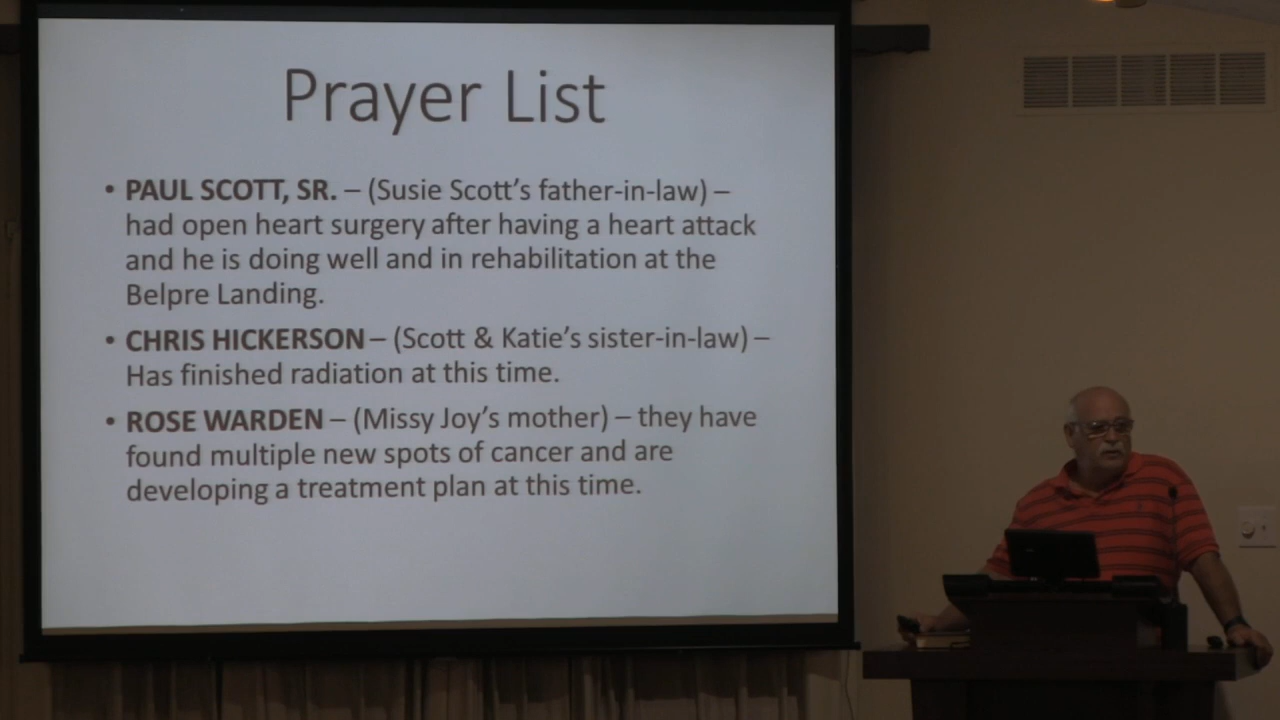 Prayer List
• PAUL SCOTT, SR. – (Susie Scott's father-in-law) –
had open heart surgery after having a heart attack
and he is doing well and in rehabilitation at the
Belpre Landing.
• CHRIS HICKERSON – (Scott & Katie's sister-in-law) –
Has finished radiation at this time.
• ROSE WARDEN – (Missy Joy's mother) – they have
found multiple new spots of cancer and are
developing a treatment plan at this time.